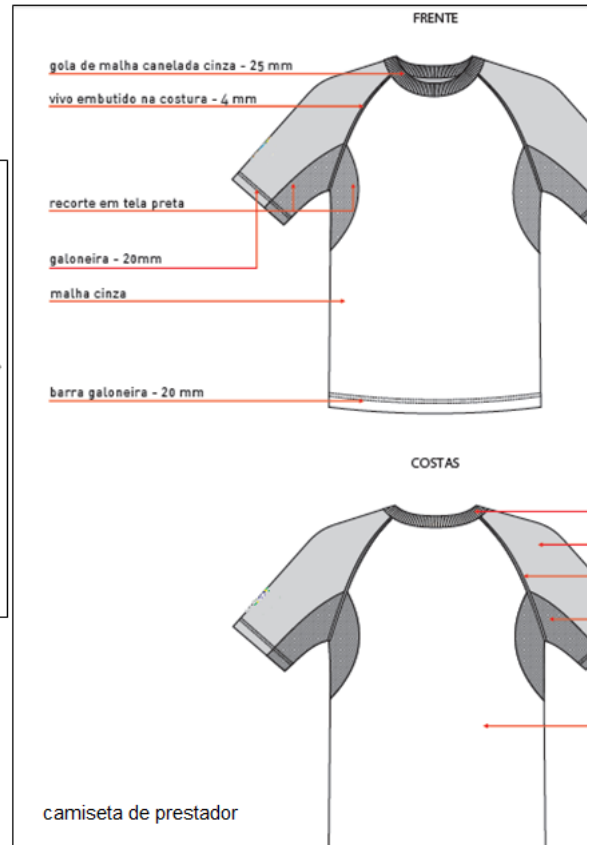 FRENTE
gola de malha canelada cinza - 25 mm
vivo embutido na costura - 4 mm
recorte em tela preta
galoneira - 20mm
malha cinza
barra galoneira - 20 mm
COSTAS
camiseta de prestador